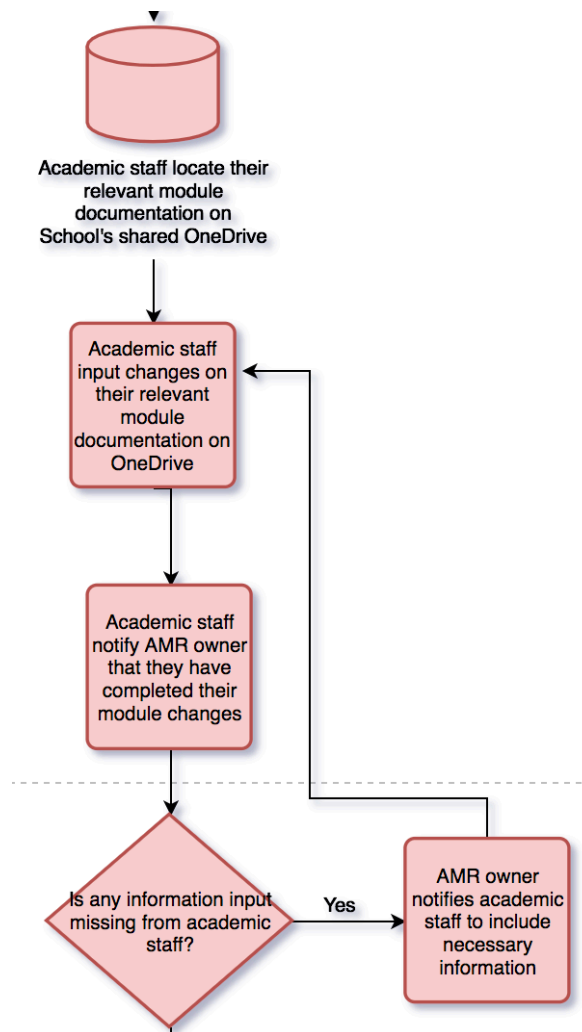 Academic staff locate their
relevant module
documentation on
School's shared OneDrive
Academic staff
input changes on
their relevant
module
documentation on
OneDrive
Academic staff
notify AMR owner
that they have
completed their
module changes
Is any information input
missing from academic
staff?
Yes
AMR owner
notifies academic
staff to include
necessary
information